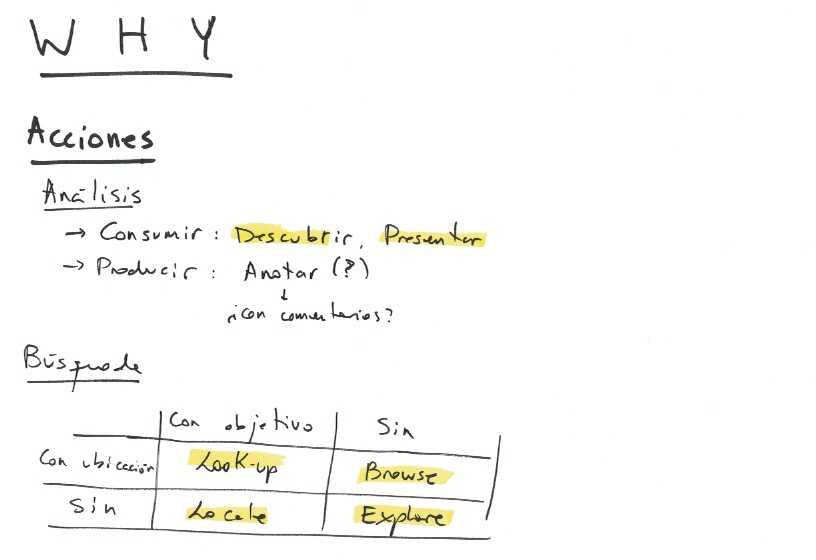 WHY
Acciones
Análisis
→ Consumir: Descubrir, Presentar
→ Producir: Anotar (?)
↓
¿con comentarios?
Búsqueda
Con objetivo Sin
Con ubicación Look-up Browse
Sin Locate Explore